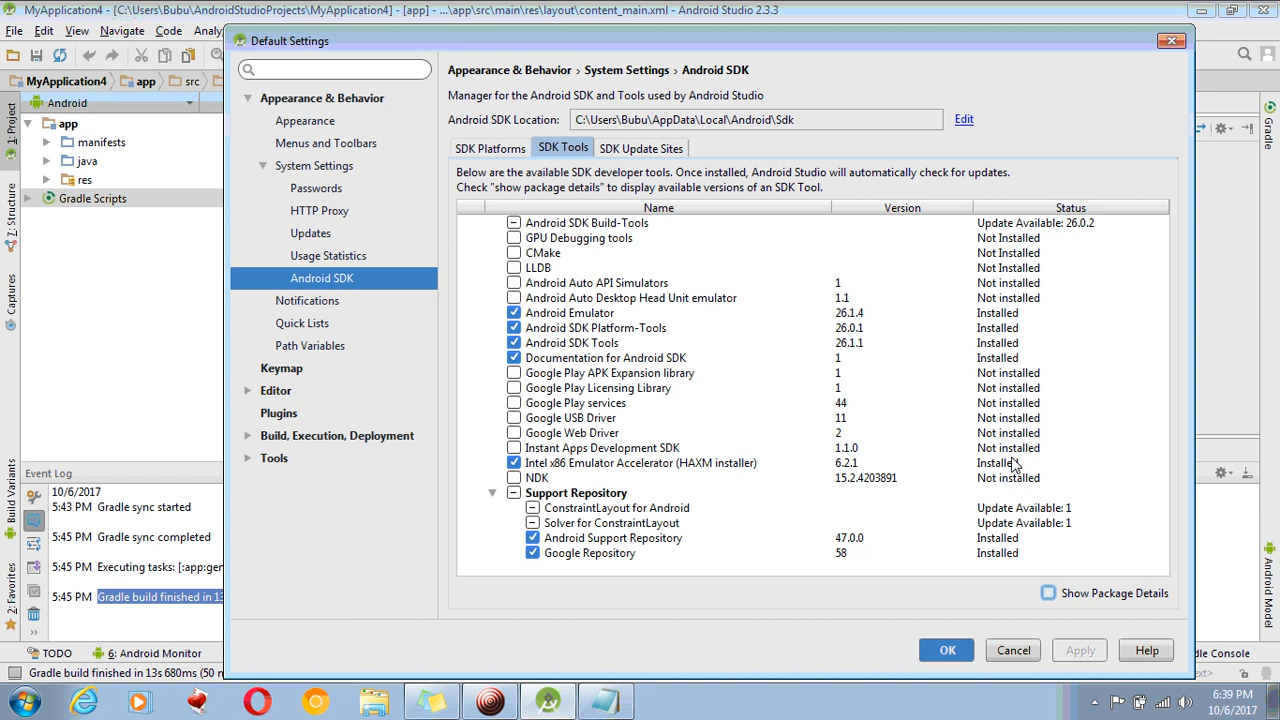 MyApplication4 - [C:\Users\Bubu\AndroidStudioProjects\MyApplication4] - [app] - ...\app\src\main\res\layout\content_main.xml - Android Studio 2.3.3
File Edit View Navigate Code Analy
Default Settings
MyApplication4 app src
Android
1: Project
app
manifests
java
res
Gradle Scripts
Z: Structure
Captures
Build Variants
2: Favorites
Appearance & Behavior
Appearance
Menus and Tootbars
System Settings
Passwords
HTTP Proxy
Updates
Usage Statistics
Android SDK
Notifications
Quick Lists
Path Variables
Keymap
Editor
Plugins
Build, Execution, Deployment
Tools
Appearance & Behavior › System Settings › Android SDK
Manager for the Android SDK and Tools used by Android Studio
Android SDK Location: C:\Users\Bubu\AppData\Local\Android\Sdk Edit
SDK Platforms SDK Tools SDK Update Sites
Below are the available SDK developer tools. Once installed, Android Studio will automatically check for updates.
Check "show package details" to display available versions of an SDK Tool.
Name Version Status
Android SDK Build-Tools Update Available: 26.0.2
GPU Debugging tools Not Installed
CMake Not Installed
LLDB Not Installed
Android Auto API Simulators 1 Not installed
Android Auto Desktop Head Unit emulator 1.1 Not installed
Android Emulator 26.1.4 Installed
Android SDK Platform-Tools 26.0.1 Installed
Android SDK Tools 26.1.1 Installed
Documentation for Android SDK 1 Installed
Google Play APK Expansion library 1 Not installed
Google Play Licensing Library 1 Not installed
Google Play services 44 Not installed
Google USB Driver 11 Not installed
Google Web Driver 2 Not installed
Instant Apps Development SDK 1.1.0 Not installed
Intel x86 Emulator Accelerator (HAXM installer) 6.2.1 Installed
NDK 15.2.4203891 Not installed
Support Repository
ConstraintLayout for Android Update Available: 1
Solver for ConstraintLayout Update Available: 1
Android Support Repository 47.0.0 Installed
Google Repository 58 Installed
Show Package Details
OK Cancel Apply Help
Gradle
Android Model
Event Log
10/6/2017
5:43 PM Gradle sync started
5:45 PM Gradle sync completed
5:45 PM Executing tasks: [:app:gen
5:45 PM Gradle build finished in 13s
TODO 6: Android Monitor
dle Console
Gradle build finished in 13s 680ms (50 m
6:39 PM
10/6/2017